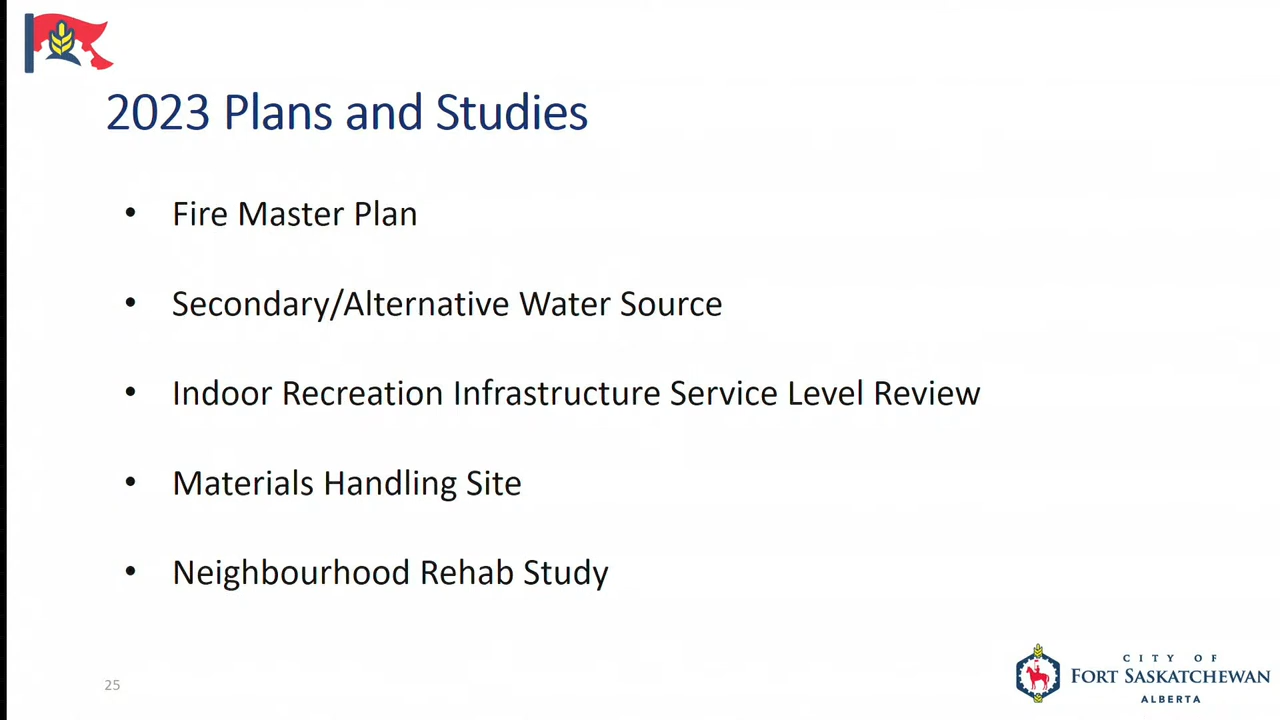 2023 Plans and Studies
• Fire Master Plan
• Secondary/Alternative Water Source
• Indoor Recreation Infrastructure Service Level Review
• Materials Handling Site
• Neighbourhood Rehab Study
25
CITY OF
FORT SASKATCHEWAN
ALBERTA